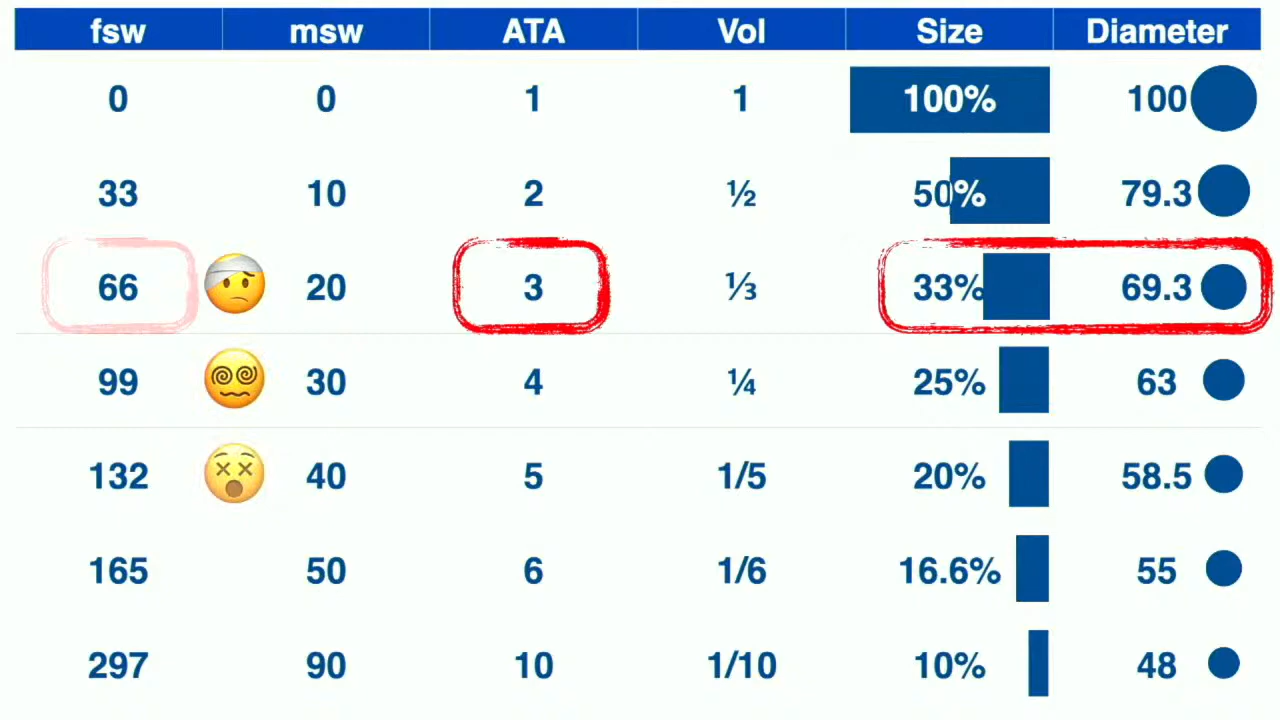 fsw msw ATA Vol Size Diameter
0 0 1 1 100% 100
33 10 2 ½ 50% 79.3
66 20 3 ⅓ 33% 69.3
99 30 4 ¼ 25% 63
132 40 5 1/5 20% 58.5
165 50 6 1/6 16.6% 55
297 90 10 1/10 10% 48